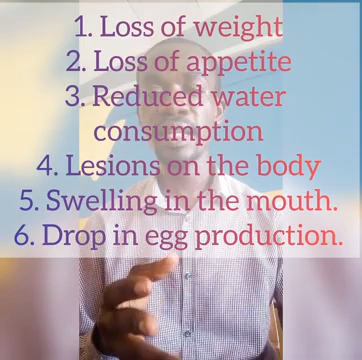 1. Loss of weight
2. Loss of appetite
3. Reduced water
consumption
4. Lesions on the body
5. Swelling in the mouth.
6. Drop in egg production.